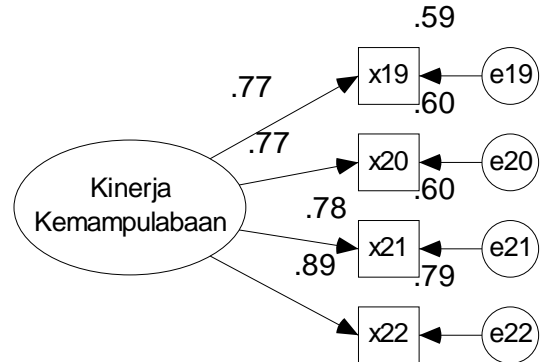 .59
.77
x19
e19
.60
.77
x20
e20
.60
Kinerja
Kemampulabaan
.78
x21
e21
.89
.79
x22
e22